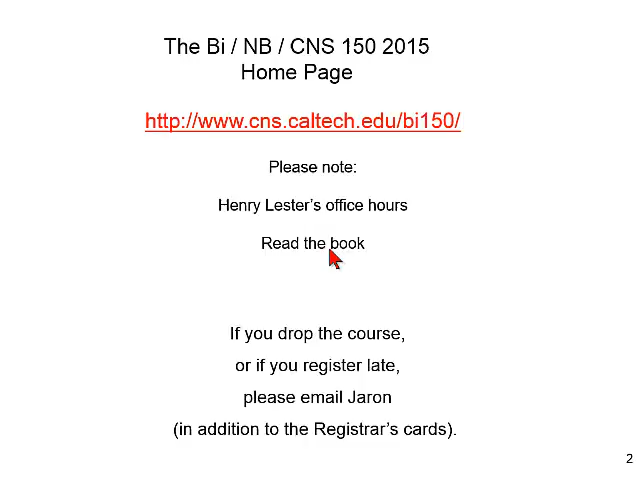 The Bi / NB / CNS 150 2015
Home Page
http://www.cns.caltech.edu/bi150/
Please note:
Henry Lester’s office hours
Read the book
If you drop the course,
or if you register late,
please email Jaron
(in addition to the Registrar’s cards).
2